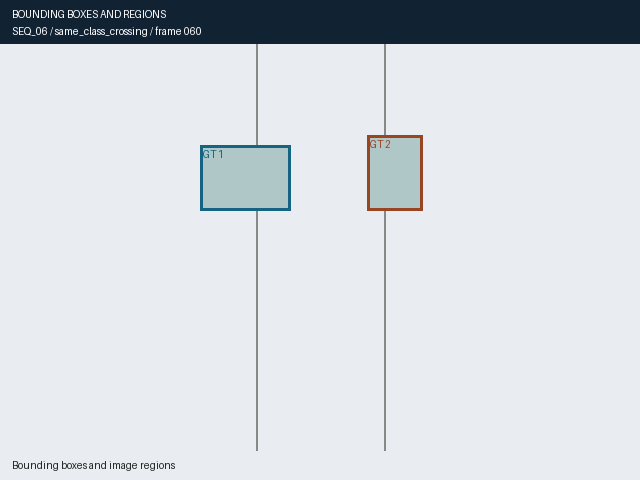 BOUNDING BOXES AND REGIONS
SEQ_06 / same_class_crossing / frame 060
GT1
GT2
Bounding boxes and image regions